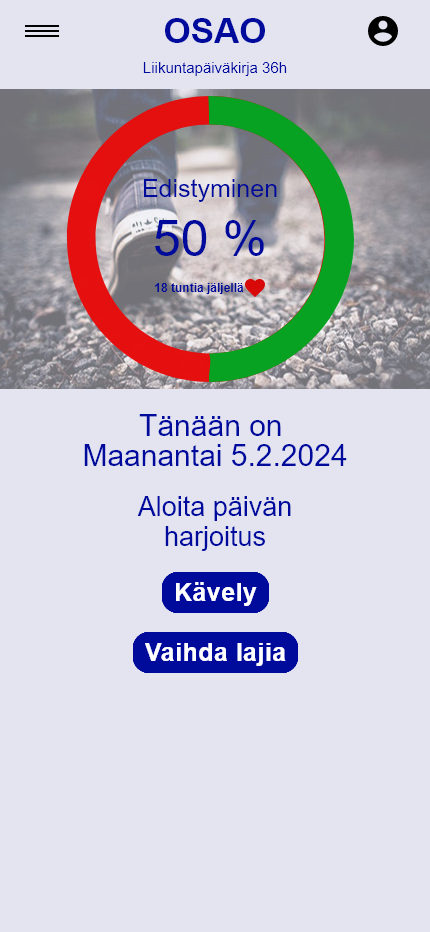 OSAO
Liikuntapäiväkirja 36h
Edistyminen
50 %
18 tuntia jäljellä
Tänään on
Maanantai 5.2.2024
Aloita päivän
harjoitus
Kävely
Vaihda lajia